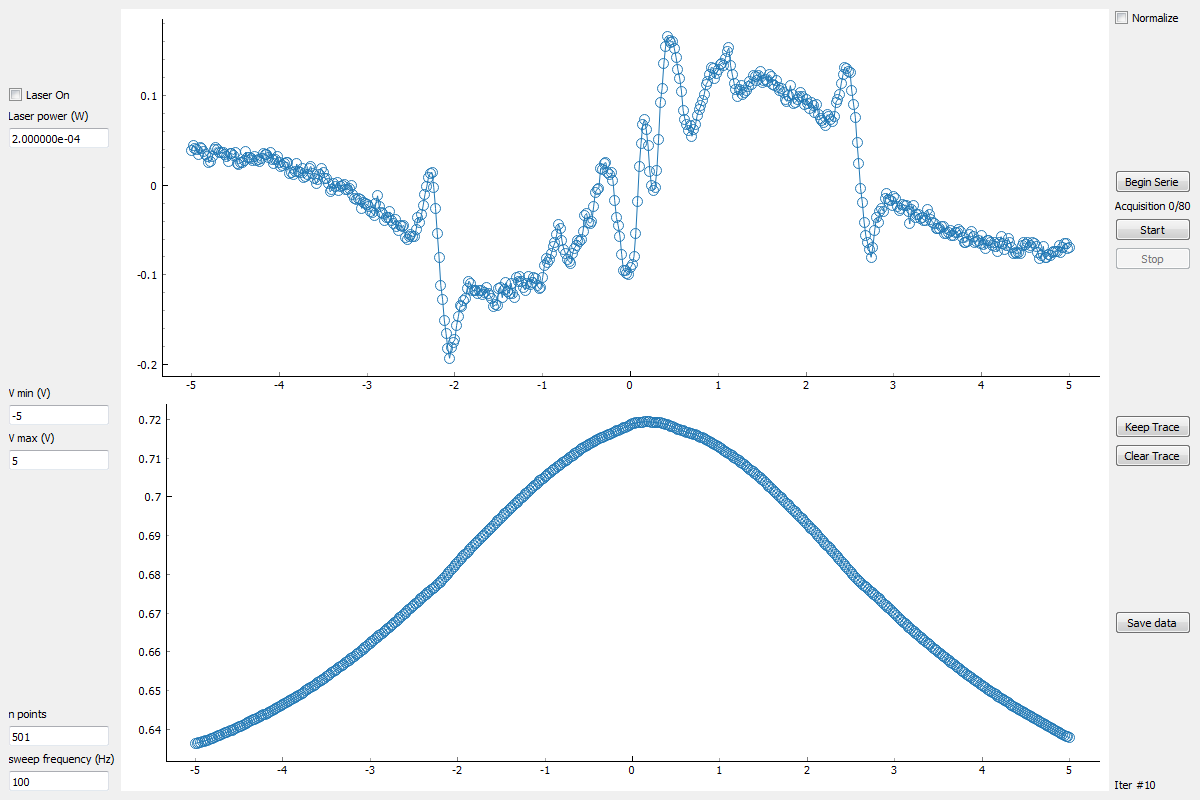 Normalize
Laser On
Laser power (W)
2.000000e-04
0.1
0
-0.1
-0.2
-5 -4 -3 -2 -1 0 1 2 3 4 5
Begin Serie
Acquisition 0/80
Start
Stop
V min (V)
-5
V max (V)
5
Keep Trace
Clear Trace
0.72
0.71
0.7
0.69
0.68
0.67
0.66
0.65
0.64
-5 -4 -3 -2 -1 0 1 2 3 4 5
Save data
n points
501
sweep frequency (Hz)
100
Iter #10